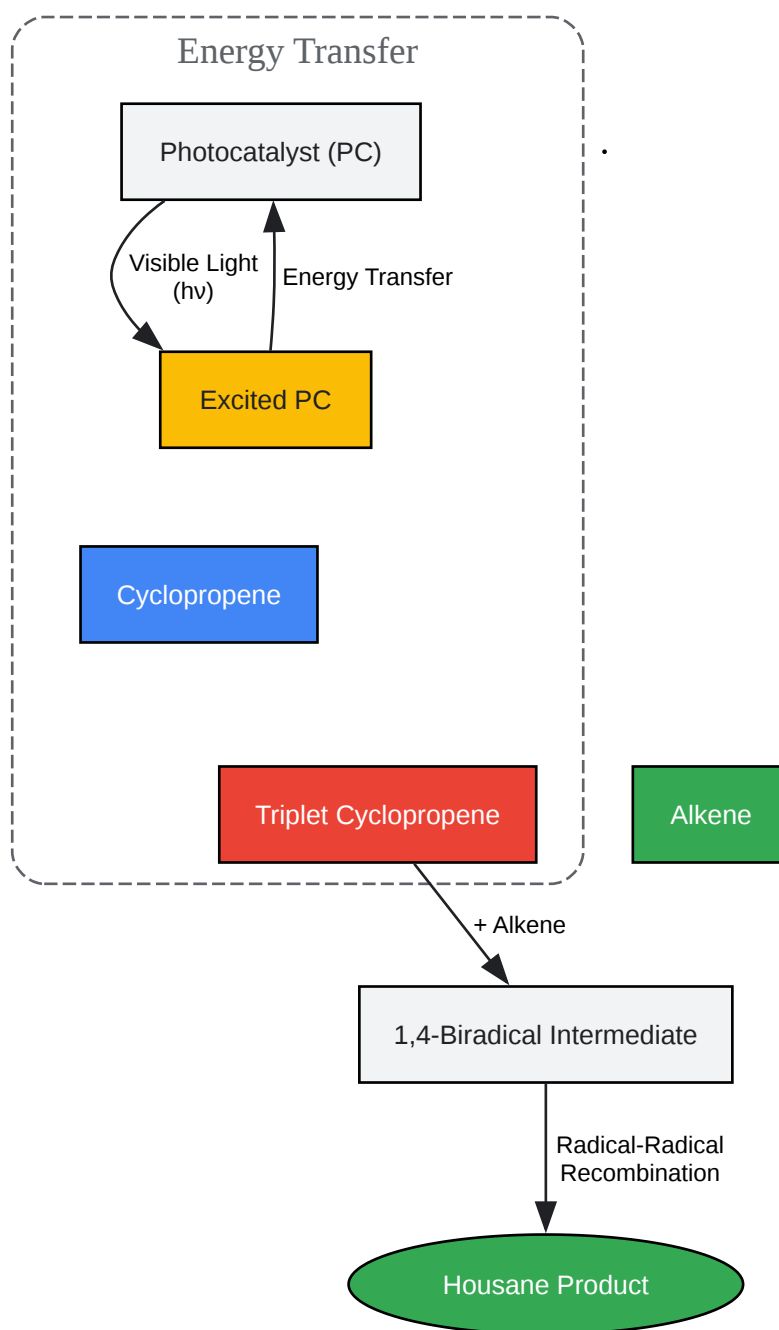 Energy Transfer
Photocatalyst (PC)
.
Visible Light
(hν)
Energy Transfer
Excited PC
Cyclopropene
Triplet Cyclopropene
Alkene
+ Alkene
1,4-Biradical Intermediate
Radical-Radical
Recombination
Housane Product